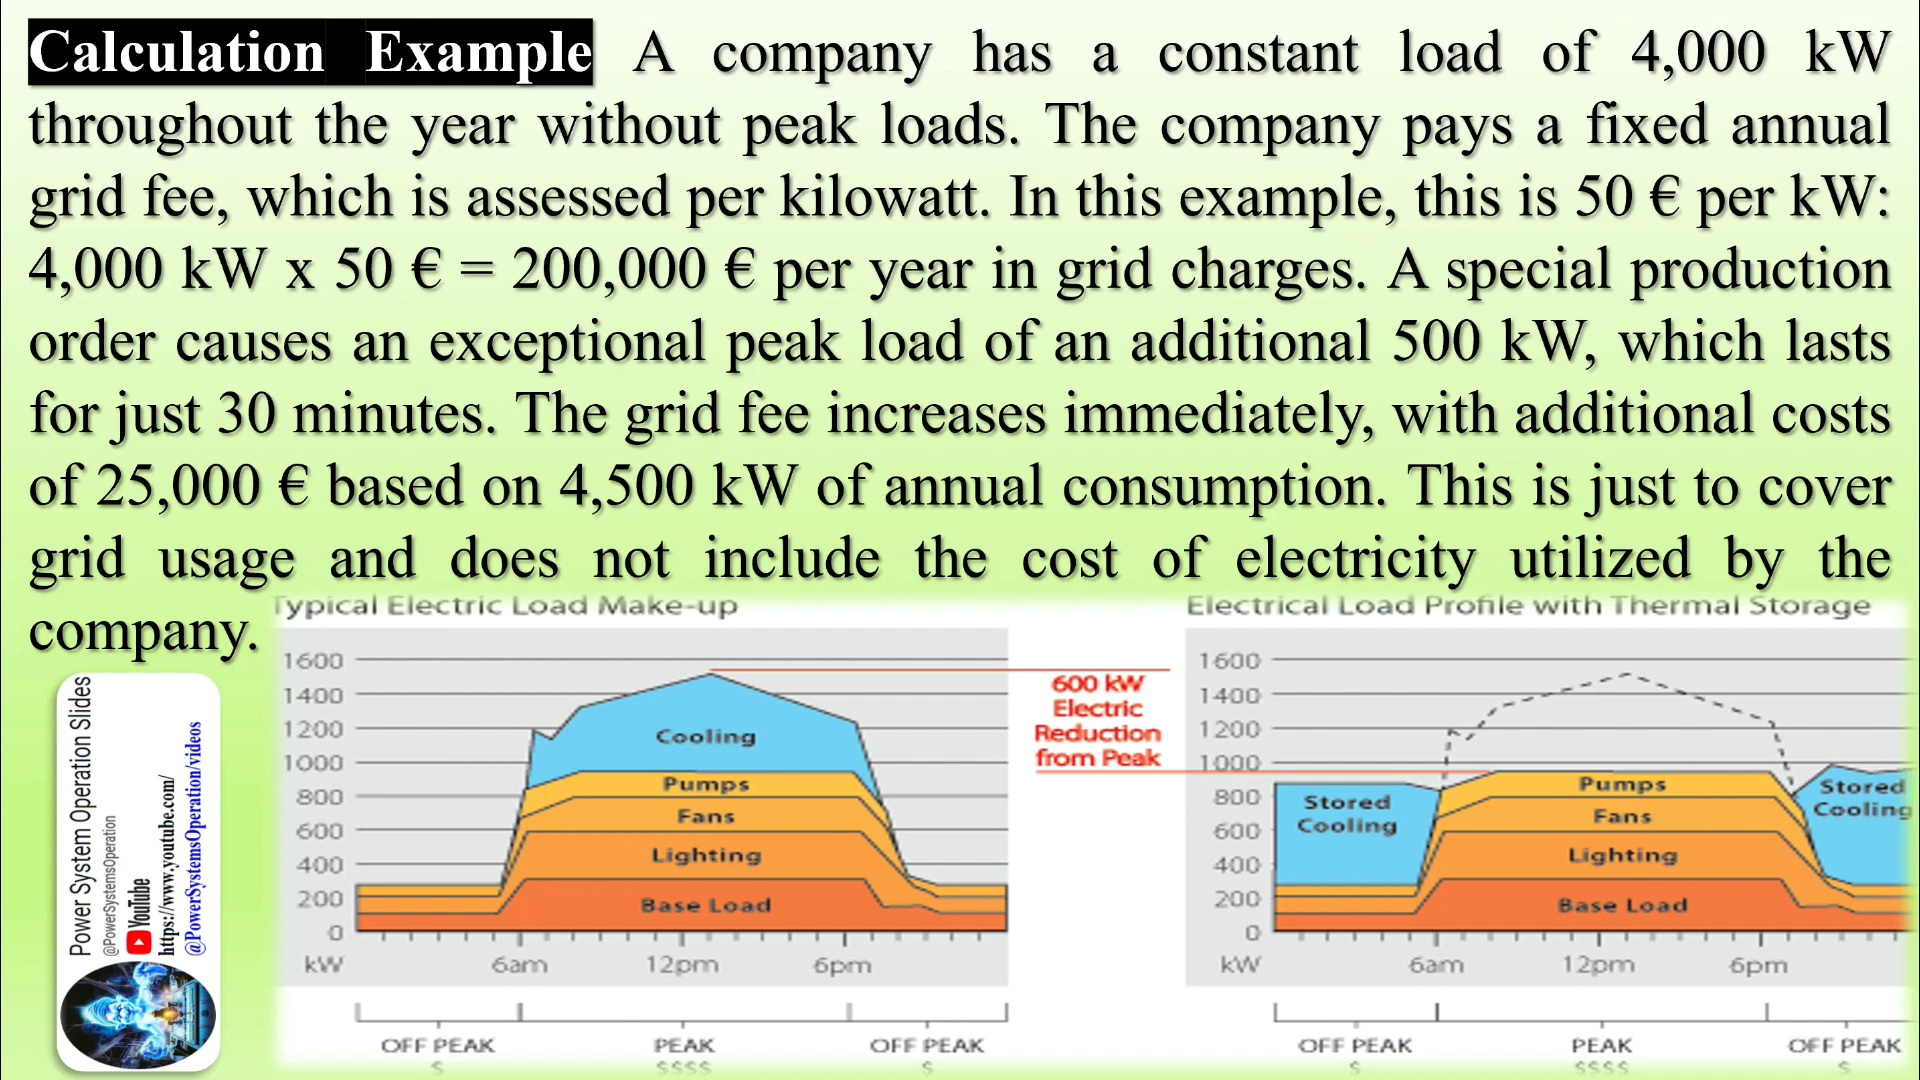 Calculation Example A company has a constant load of 4,000 kW
throughout the year without peak loads. The company pays a fixed annual
grid fee, which is assessed per kilowatt. In this example, this is 50 € per kW:
4,000 kW x 50 € = 200,000 € per year in grid charges. A special production
order causes an exceptional peak load of an additional 500 kW, which lasts
for just 30 minutes. The grid fee increases immediately, with additional costs
of 25,000 € based on 4,500 kW of annual consumption. This is just to cover
grid usage and does not include the cost of electricity utilized by the
company.
Typical Electric Load Make-up
1600
1400
1200
1000
800
600
400
200
0
kW
Cooling
Pumps
Fans
Lighting
Base Load
6am 12pm 6pm
OFF PEAK PEAK OFF PEAK
$ $$$$ $
600 kW
Electric
Reduction
from Peak
Electrical Load Profile with Thermal Storage
1600
1400
1200
1000
800
600
400
200
0
kW
Stored
Cooling
Pumps
Fans
Lighting
Base Load
Stored
Cooling
6am 12pm 6pm
OFF PEAK PEAK OFF PEAK
$ $$$$ $
Power System Operation Slides
@PowerSystemsOperation
YouTube
https://www.youtube.com/
@PowerSystemsOperation/videos